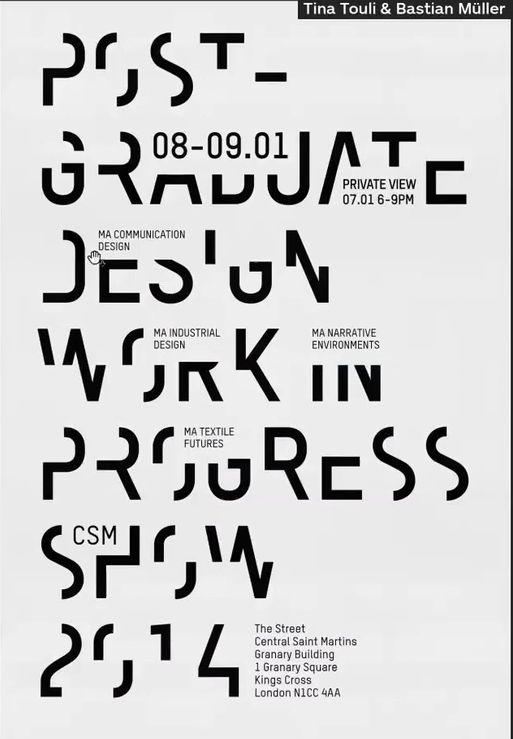 Tina Touli & Bastian Müller
POST-
GRADUATE
08-09.01
PRIVATE VIEW
07.01 6-9PM
DESIGN
MA COMMUNICATION
DESIGN
WORK IN
MA INDUSTRIAL
DESIGN
MA NARRATIVE
ENVIRONMENTS
PROGRESS
MA TEXTILE
FUTURES
SHOW
CSM
2014
The Street
Central Saint Martins
Granary Building
1 Granary Square
Kings Cross
London N1CC 4AA